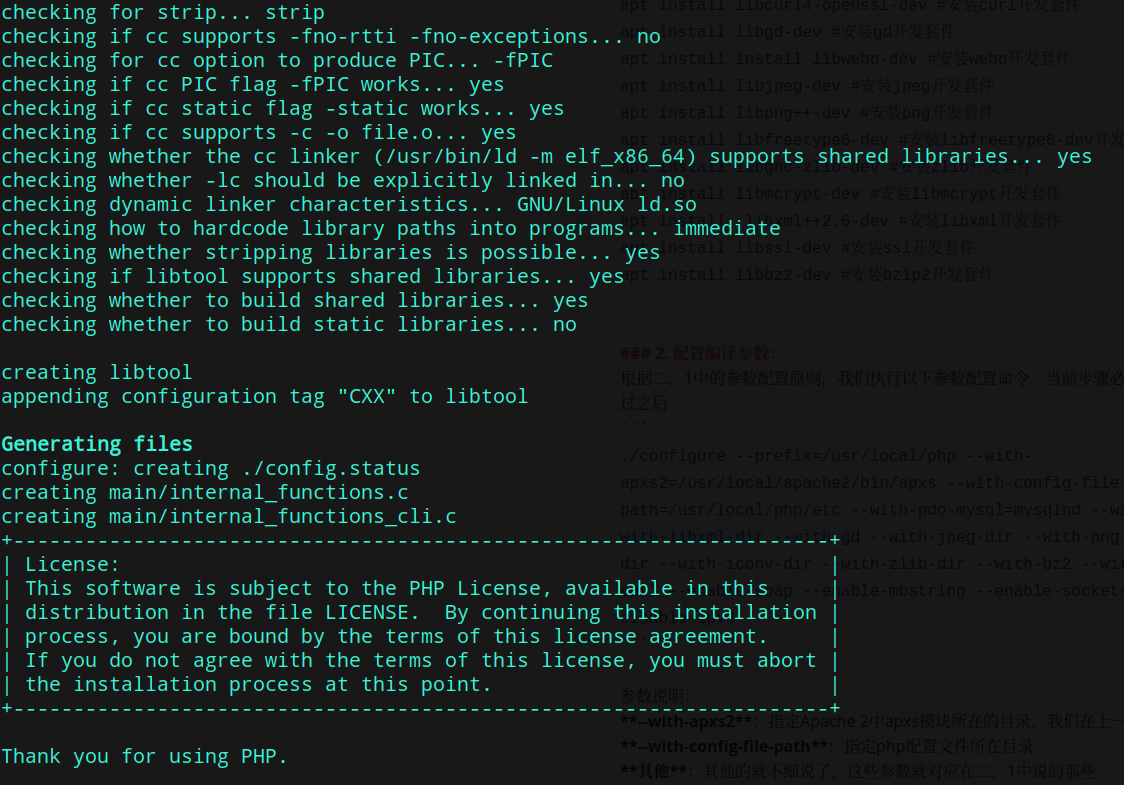 checking for strip... strip
checking if cc supports -fno-rtti -fno-exceptions... no
checking for cc option to produce PIC... -fPIC
checking if cc PIC flag -fPIC works... yes
checking if cc static flag -static works... yes
checking if cc supports -c -o file.o... yes
checking whether the cc linker (/usr/bin/ld -m elf_x86_64) supports shared libraries... yes
checking whether -lc should be explicitly linked in... no
checking dynamic linker characteristics... GNU/Linux ld.so
checking how to hardcode library paths into programs... immediate
checking whether stripping libraries is possible... yes
checking if libtool supports shared libraries... yes
checking whether to build shared libraries... yes
checking whether to build static libraries... no
creating libtool
appending configuration tag "CXX" to libtool
Generating files
configure: creating ./config.status
creating main/internal_functions.c
creating main/internal_functions_cli.c
+--------------------------------------------------------------------+
| License:                                                           |
| This software is subject to the PHP License, available in this     |
| distribution in the file LICENSE.  By continuing this installation |
| process, you are bound by the terms of this license agreement.     |
| If you do not agree with the terms of this license, you must abort |
| the installation process at this point.                            |
+--------------------------------------------------------------------+
Thank you for using PHP.
apt install libcurl4-openssl-dev #安装curl开发套件
apt install libgd-dev #安装gd开发套件
apt install install libwebp-dev #安装webp开发套件
apt install libjpeg-dev #安装jpeg开发套件
apt install libpng++-dev #安装png开发套件
apt install libfreetype6-dev #安装libfreetype6-dev开发
apt install libghc-zlib-dev #安装zlib开发套件
apt install libmcrypt-dev #安装libmcrypt开发套件
apt install libxml++2.6-dev #安装libxml开发套件
apt install libssl-dev #安装ssl开发套件
apt install libbz2-dev #安装bzip2开发套件
```
### 2. 配置编译参数：
根据二、1中的参数配置原则，我们执行以下参数配置命令，当前步骤必
过之后
```
./configure --prefix=/usr/local/php --with-
apxs2=/usr/local/apache2/bin/apxs --with-config-file-
path=/usr/local/php/etc --with-pdo-mysql=mysqlnd
with-libxml-dir --with-gd --with-jpeg-dir --with-png-
dir --with-iconv-dir --with-zlib-dir --with-bz2
--enable-mbstring --enable-sockets
参数说明：
**--with-apxs2**：指定Apache 2中apxs模块所在的目录，我们在上一
**--with-config-file-path**：指定php配置文件所在目录
**其他**：其他的就不细说了，这些参数就对应在二、1中说的那些